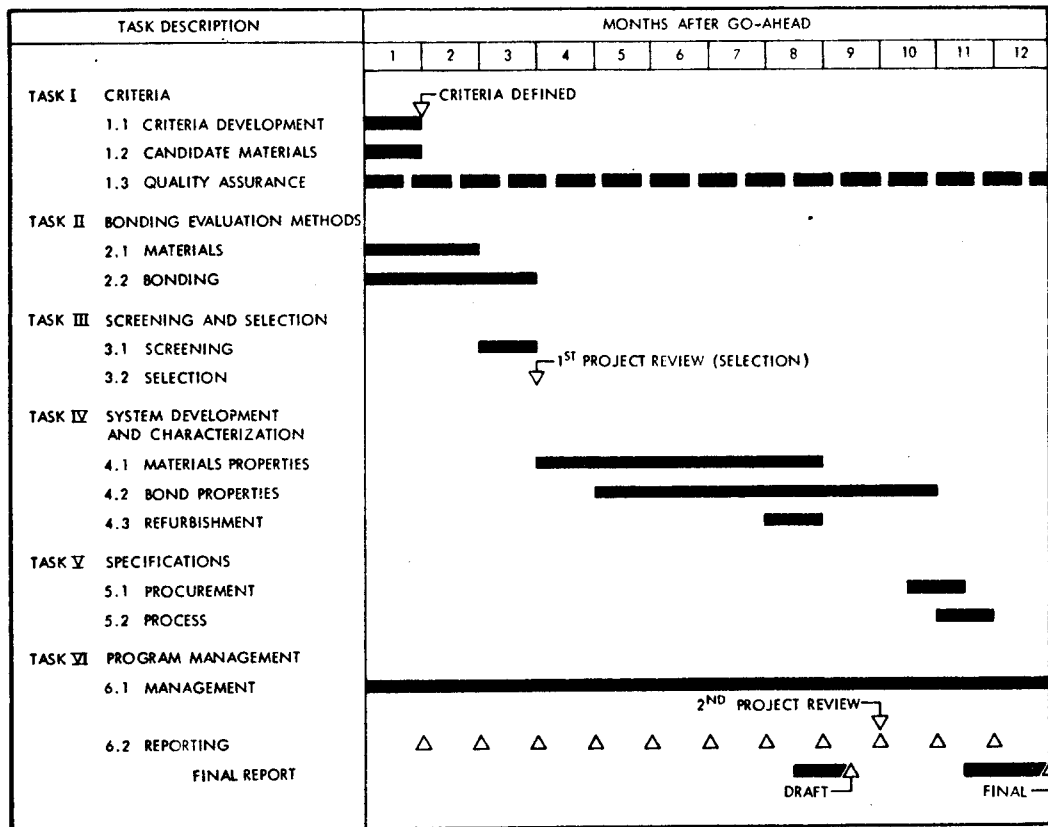 TASK DESCRIPTION
MONTHS AFTER GO-AHEAD
1 2 3 4 5 6 7 8 9 10 11 12
TASK I CRITERIA
CRITERIA DEFINED
1.1 CRITERIA DEVELOPMENT
1.2 CANDIDATE MATERIALS
1.3 QUALITY ASSURANCE
TASK II BONDING EVALUATION METHODS
2.1 MATERIALS
2.2 BONDING
TASK III SCREENING AND SELECTION
3.1 SCREENING
1ST PROJECT REVIEW (SELECTION)
3.2 SELECTION
TASK IV SYSTEM DEVELOPMENT
AND CHARACTERIZATION
4.1 MATERIALS PROPERTIES
4.2 BOND PROPERTIES
4.3 REFURBISHMENT
TASK V SPECIFICATIONS
5.1 PROCUREMENT
5.2 PROCESS
TASK VI PROGRAM MANAGEMENT
6.1 MANAGEMENT
2ND PROJECT REVIEW
6.2 REPORTING
FINAL REPORT
DRAFT
FINAL